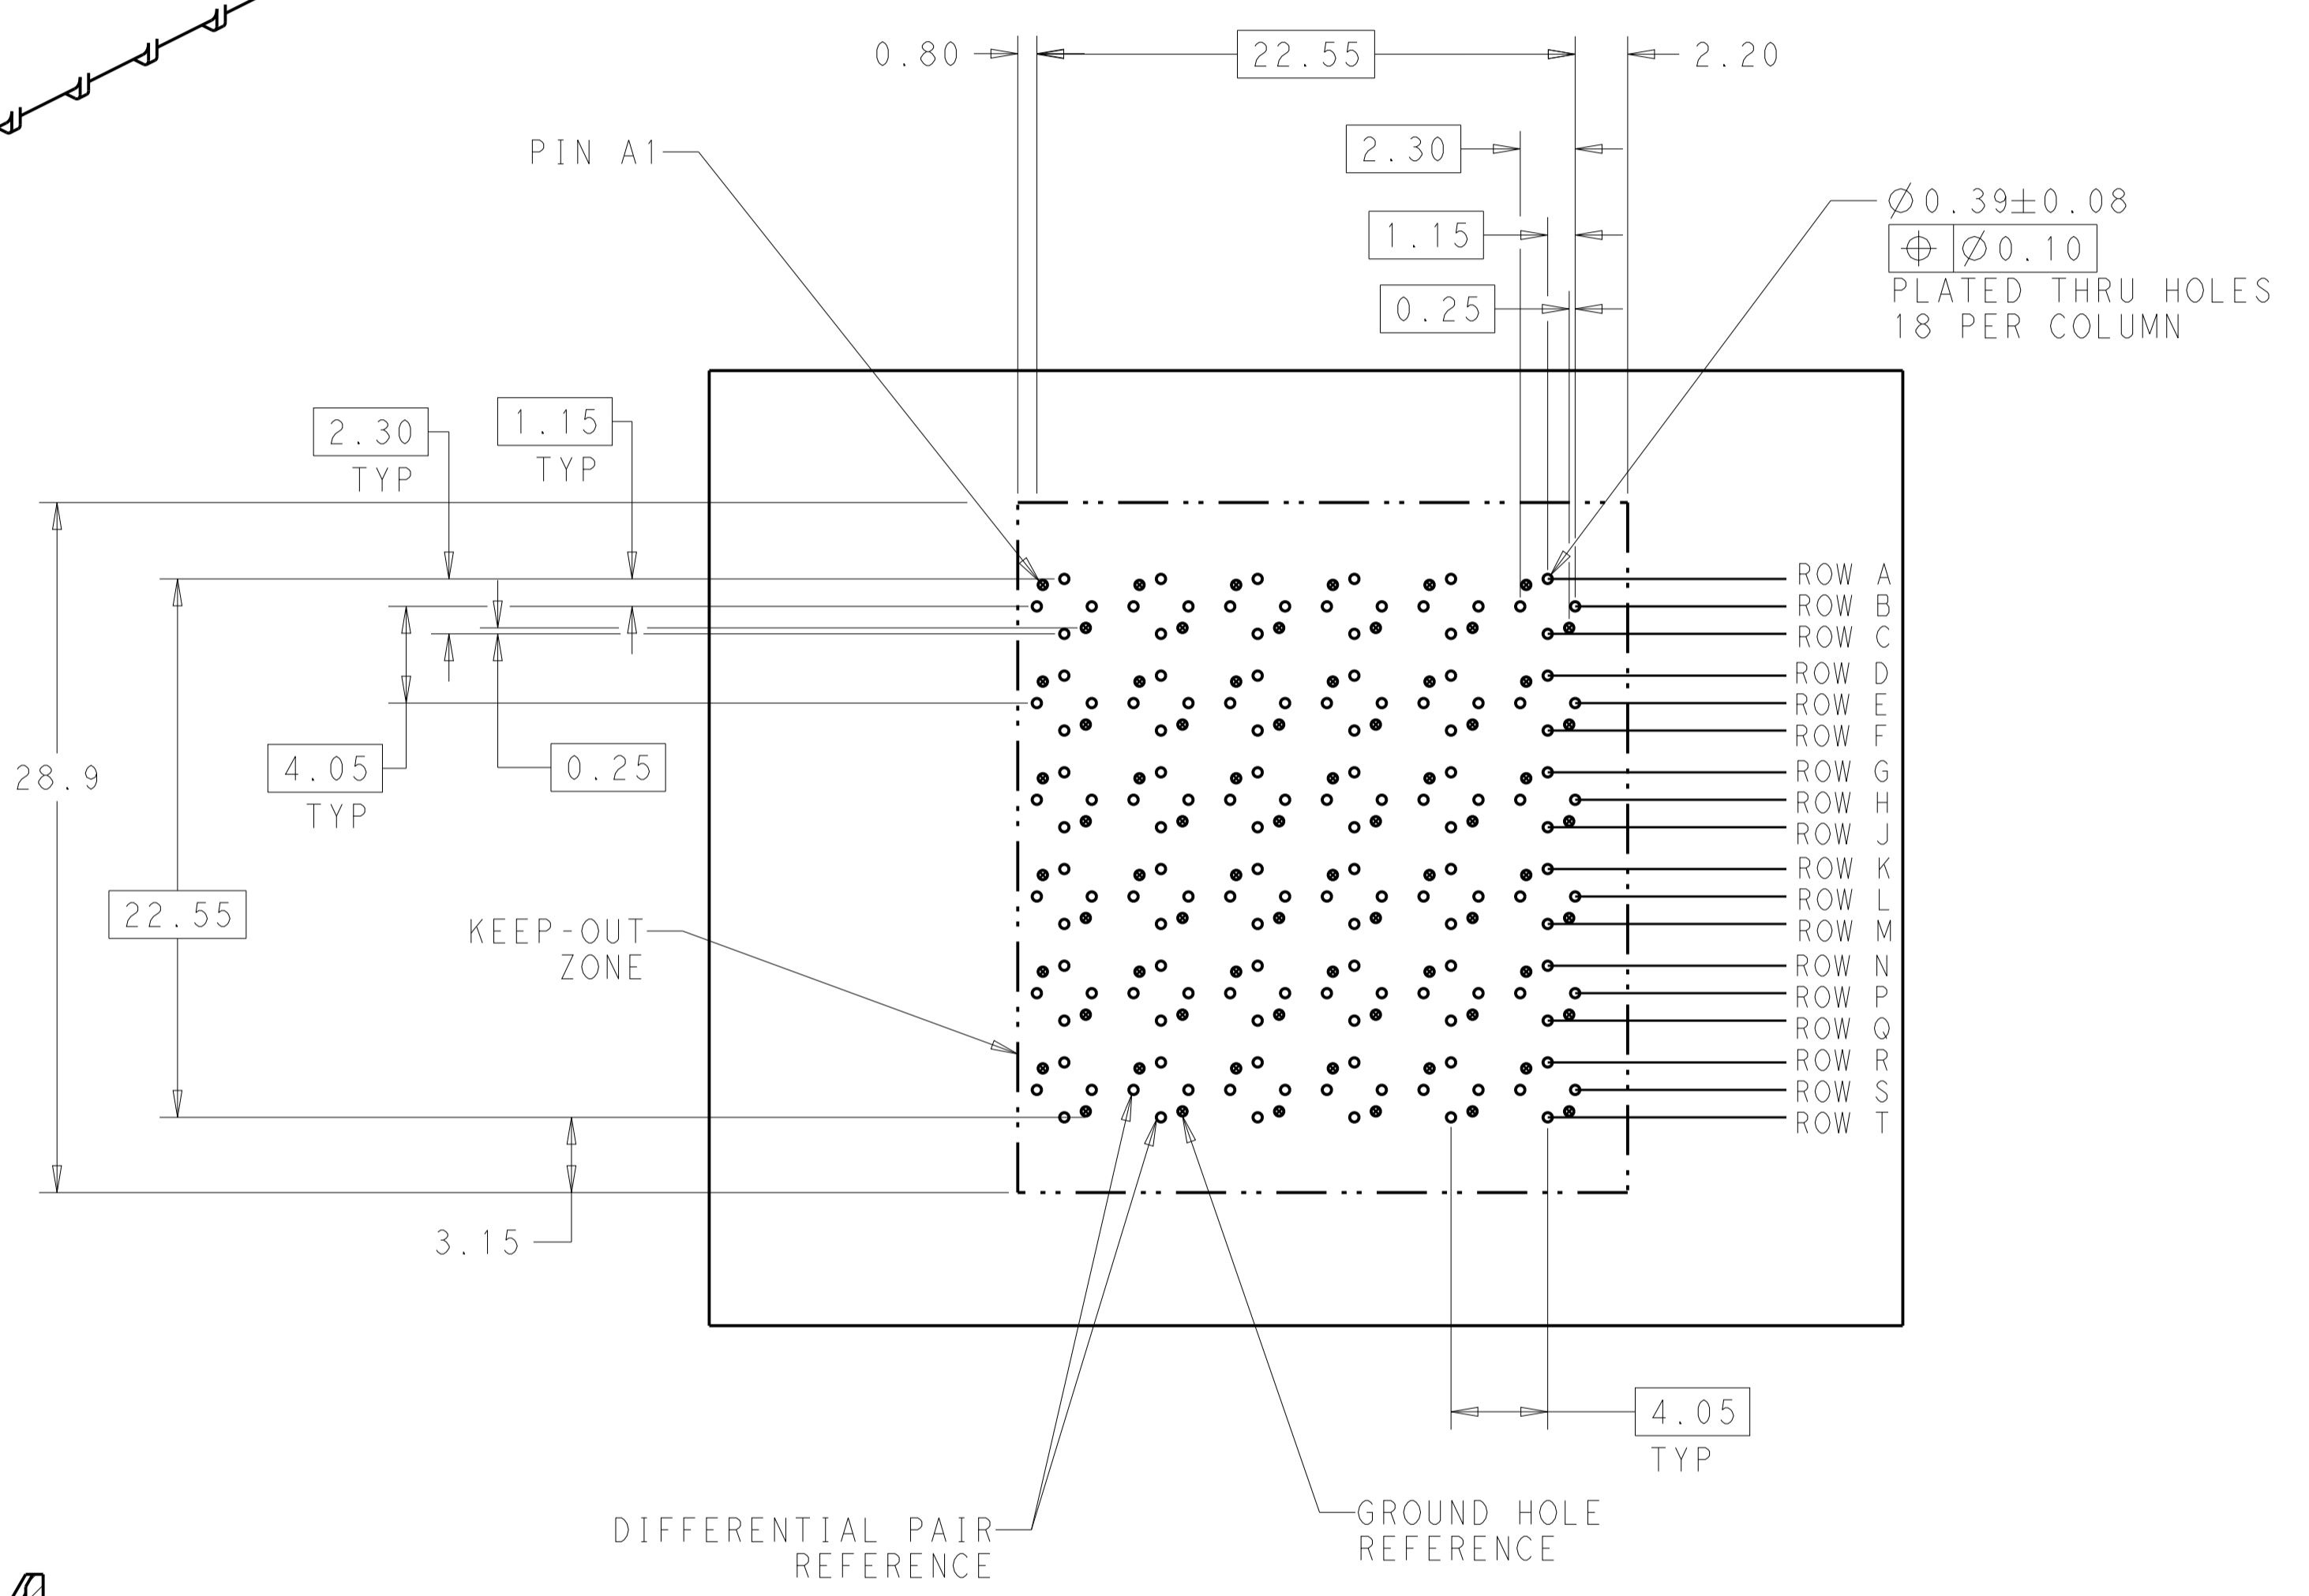 0.80
22.55
2.20
PIN A1
2.30
1.15
0.25
Ø0.39±0.08
⌖ Ø0.10
PLATED THRU HOLES
18 PER COLUMN
2.30
TYP
1.15
TYP
28.9
4.05
TYP
0.25
22.55
KEEP-OUT
ZONE
3.15
ROW A
ROW B
ROW C
ROW D
ROW E
ROW F
ROW G
ROW H
ROW J
ROW K
ROW L
ROW M
ROW N
ROW P
ROW Q
ROW R
ROW S
ROW T
4.05
TYP
DIFFERENTIAL PAIR
REFERENCE
GROUND HOLE
REFERENCE